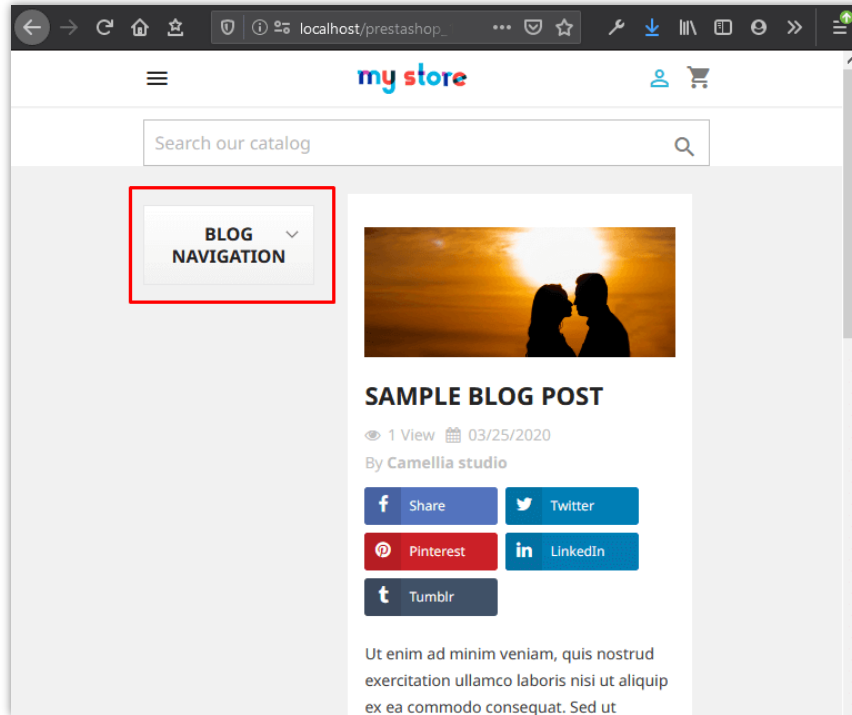 localhost/prestashop_
my store
Search our catalog
BLOG
NAVIGATION
SAMPLE BLOG POST
1 View 03/25/2020
By Camellia studio
Share
Twitter
Pinterest
LinkedIn
Tumblr
Ut enim ad minim veniam, quis nostrud
exercitation ullamco laboris nisi ut aliquip
ex ea commodo consequat. Sed ut